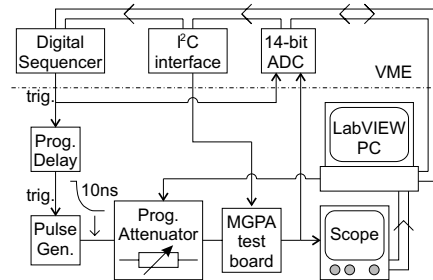 Digital
Sequencer
I²C
interface
14-bit
ADC
VME
trig.
Prog.
Delay
LabVIEW
PC
trig.
10ns
Pulse
Gen.
Prog.
Attenuator
MGPA
test
board
Scope